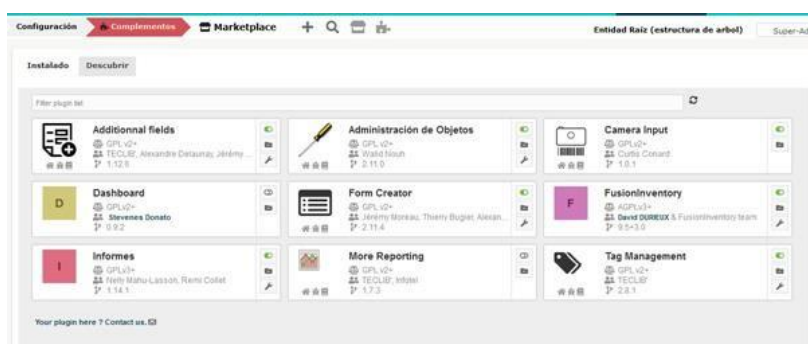 Configuración Complementos Marketplace Entidad Raíz (estructura de arbol) Super-Ad
Instalado Descubrir
Filter plugin list
Additionnal fields
GPL v2+
TECLIB', Alexandre Delaunay, Jérémy ...
1.12.6
Administración de Objetos
GPL v2+
Walid Nouh
2.11.0
Camera Input
GPLv2+
Curtis Conard
1.0.1
D
Dashboard
GPLv2+
Stevenes Donato
0.9.2
Form Creator
GPL v2+
Jérémy Moreau, Thierry Bugier, Alexan...
2.11.4
F
FusionInventory
AGPLv3+
David DURIEUX & FusionInventory team
9.5+3.0
I
Informes
GPLv3+
Nelly Mahu-Lasson, Remi Collet
1.14.1
More Reporting
GPL v2+
TECLIB', Infotel
1.7.3
Tag Management
GPL v2+
TECLIB'
2.8.1
Your plugin here ? Contact us.